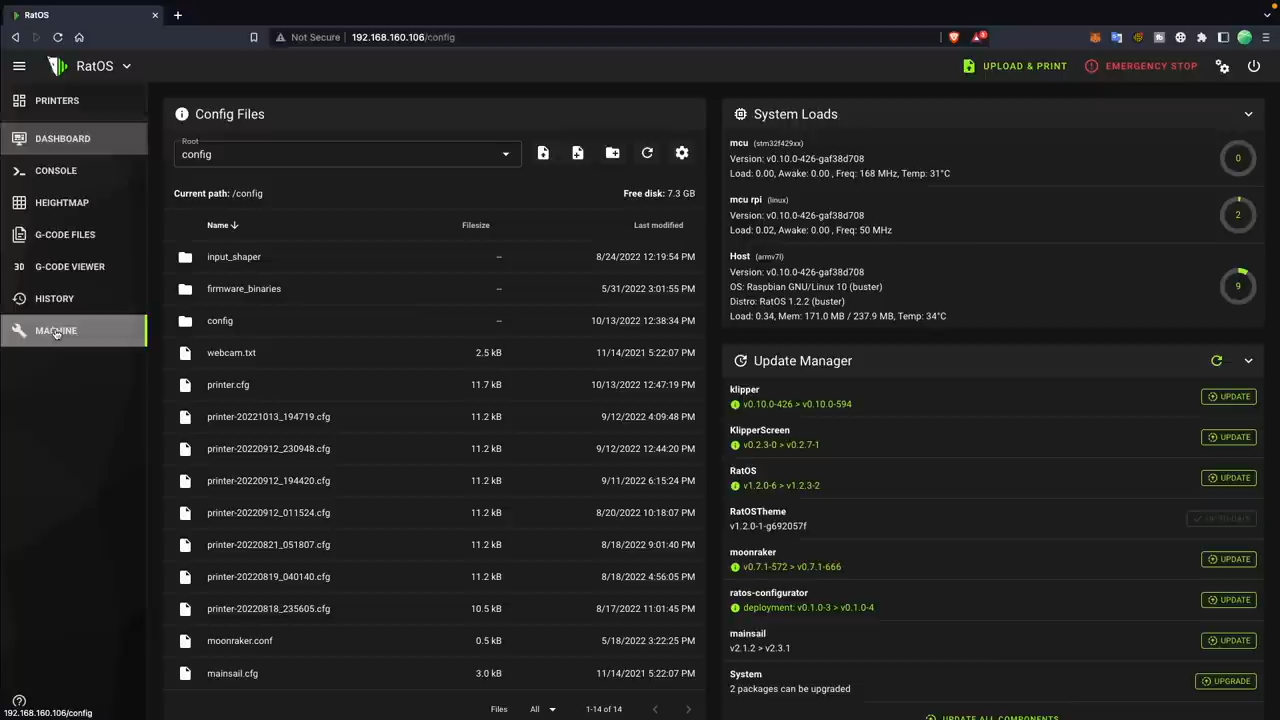 RatOS
Not Secure 192.168.160.106/config
RatOS
UPLOAD & PRINT
EMERGENCY STOP
PRINTERS
DASHBOARD
CONSOLE
HEIGHTMAP
G-CODE FILES
3D G-CODE VIEWER
HISTORY
MACHINE
192.168.160.106/config
Config Files
Root
config
Current path: /config
Free disk: 7.3 GB
Name Filesize Last modified
input_shaper -- 8/24/2022 12:19:54 PM
firmware_binaries -- 5/31/2022 3:01:55 PM
config -- 10/13/2022 12:38:34 PM
webcam.txt 2.5 kB 11/14/2021 5:22:07 PM
printer.cfg 11.7 kB 10/13/2022 12:47:19 PM
printer-20221013_194719.cfg 11.2 kB 9/12/2022 4:09:48 PM
printer-20220912_230948.cfg 11.2 kB 9/12/2022 12:44:20 PM
printer-20220912_194420.cfg 11.2 kB 9/11/2022 6:15:24 PM
printer-20220912_011524.cfg 11.2 kB 8/20/2022 10:18:07 PM
printer-20220821_051807.cfg 11.2 kB 8/18/2022 9:01:40 PM
printer-20220819_040140.cfg 11.2 kB 8/18/2022 4:56:05 PM
printer-20220818_235605.cfg 10.5 kB 8/17/2022 11:01:45 PM
moonraker.conf 0.5 kB 5/18/2022 3:22:25 PM
mainsail.cfg 3.0 kB 11/14/2021 5:22:07 PM
Files All 1-14 of 14
System Loads
mcu (stm32f429xx)
Version: v0.10.0-426-gaf38d708
Load: 0.00, Awake: 0.00 , Freq: 168 MHz, Temp: 31°C
0
mcu rpi (linux)
Version: v0.10.0-426-gaf38d708
Load: 0.02, Awake: 0.00 , Freq: 50 MHz
2
Host (armv7l)
Version: v0.10.0-426-gaf38d708
OS: Raspbian GNU/Linux 10 (buster)
Distro: RatOS 1.2.2 (buster)
Load: 0.34, Mem: 171.0 MB / 237.9 MB, Temp: 34°C
9
Update Manager
klipper
v0.10.0-426 > v0.10.0-594
UPDATE
KlipperScreen
v0.2.3-0 > v0.2.7-1
UPDATE
RatOS
v1.2.0-6 > v1.2.3-2
UPDATE
RatOSTheme
v1.2.0-1-g692057f
moonraker
v0.7.1-572 > v0.7.1-666
UPDATE
ratos-configurator
deployment: v0.1.0-3 > v0.1.0-4
UPDATE
mainsail
v2.1.2 > v2.3.1
UPDATE
System
2 packages can be upgraded
UPGRADE
UPDATE ALL COMPONENTS